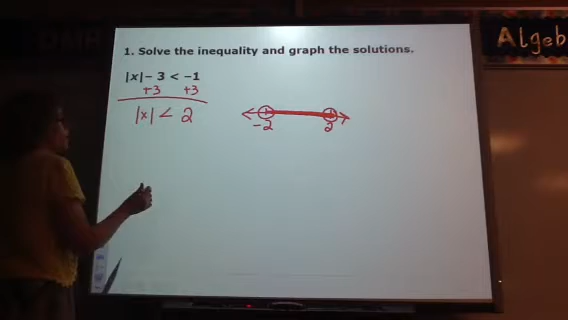 Algeb
1. Solve the inequality and graph the solutions.
|x| - 3 < -1
+3 +3
|x| < 2
-2 2